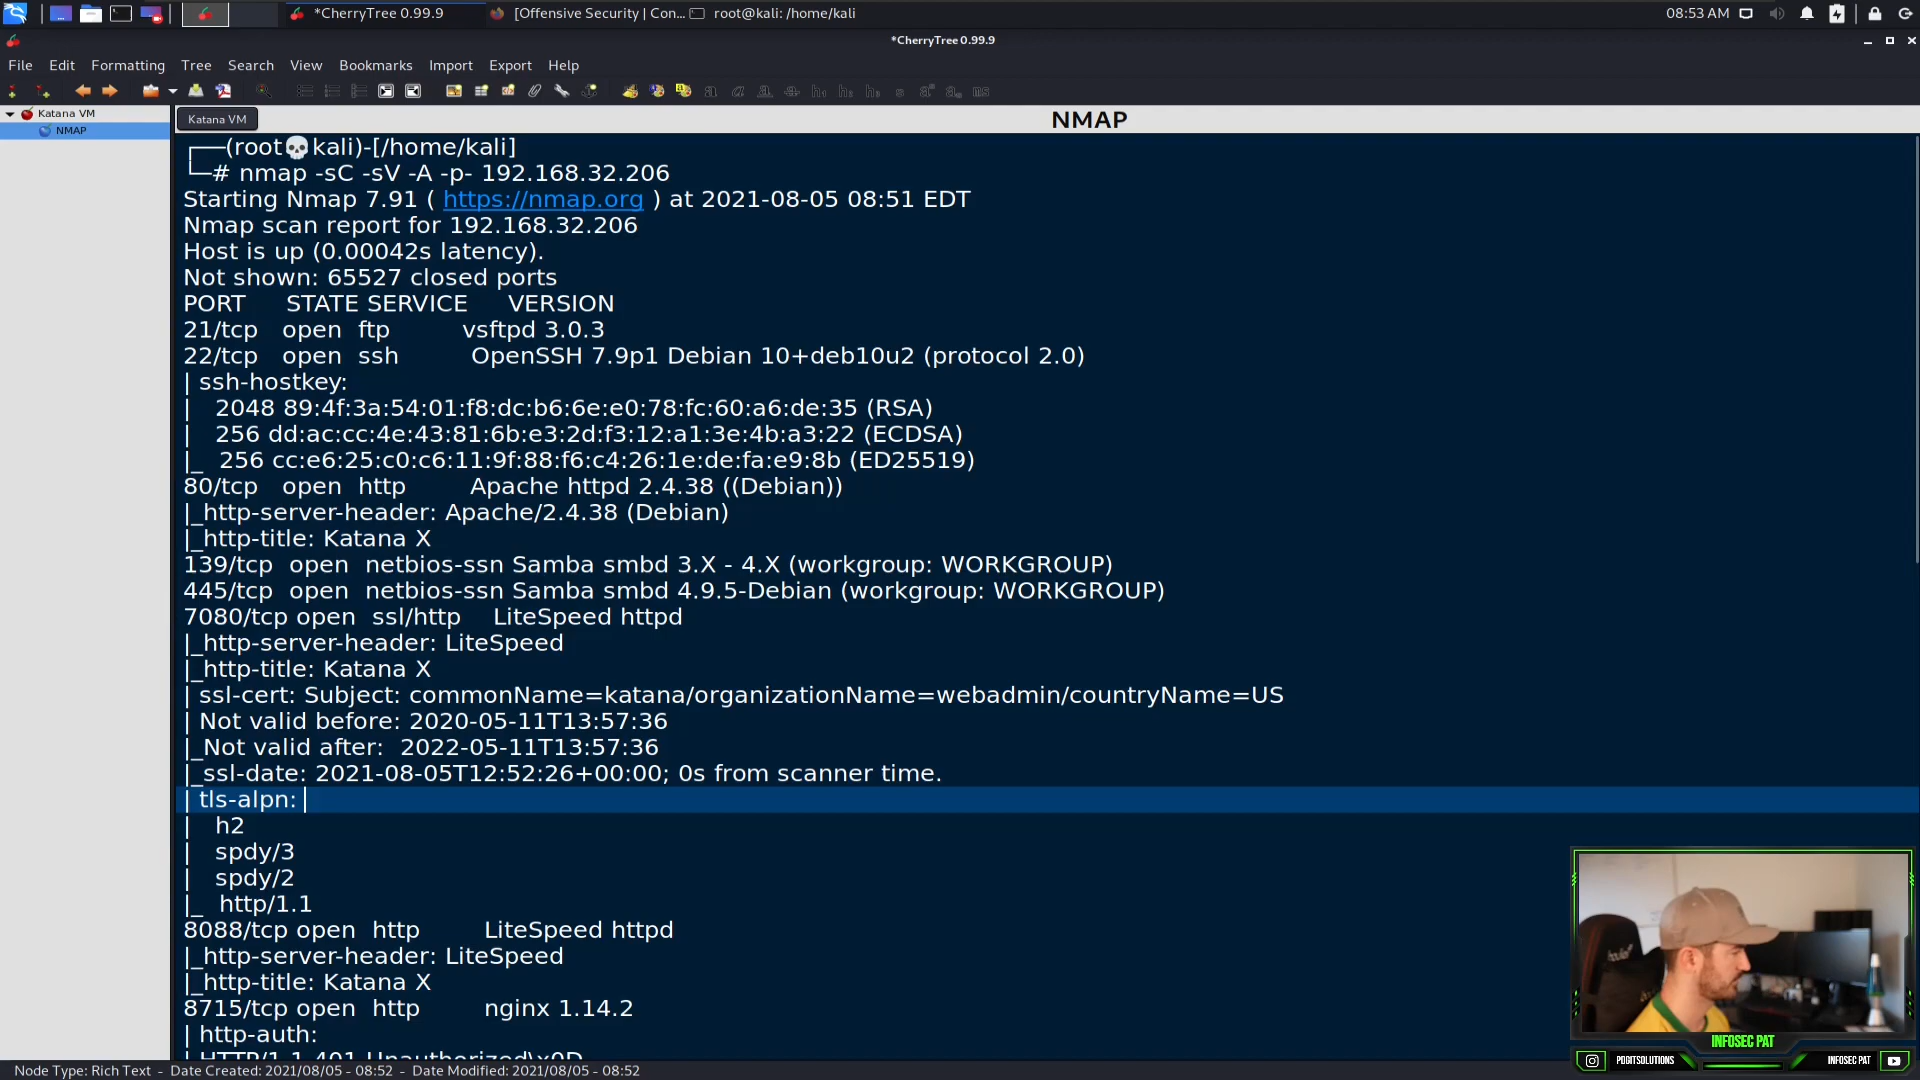 *CherryTree 0.99.9
[Offensive Security | Con...
root@kali: /home/kali
08:53 AM
*CherryTree 0.99.9
File Edit Formatting Tree Search View Bookmarks Import Export Help
Katana VM
NMAP
Katana VM
NMAP
┌──(root💀kali)-[/home/kali]
└─# nmap -sC -sV -A -p- 192.168.32.206
Starting Nmap 7.91 ( https://nmap.org ) at 2021-08-05 08:51 EDT
Nmap scan report for 192.168.32.206
Host is up (0.00042s latency).
Not shown: 65527 closed ports
PORT STATE SERVICE VERSION
21/tcp open ftp vsftpd 3.0.3
22/tcp open ssh OpenSSH 7.9p1 Debian 10+deb10u2 (protocol 2.0)
| ssh-hostkey:
| 2048 89:4f:3a:54:01:f8:dc:b6:6e:e0:78:fc:60:a6:de:35 (RSA)
| 256 dd:ac:cc:4e:43:81:6b:e3:2d:f3:12:a1:3e:4b:a3:22 (ECDSA)
|_ 256 cc:e6:25:c0:c6:11:9f:88:f6:c4:26:1e:de:fa:e9:8b (ED25519)
80/tcp open http Apache httpd 2.4.38 ((Debian))
|_http-server-header: Apache/2.4.38 (Debian)
|_http-title: Katana X
139/tcp open netbios-ssn Samba smbd 3.X - 4.X (workgroup: WORKGROUP)
445/tcp open netbios-ssn Samba smbd 4.9.5-Debian (workgroup: WORKGROUP)
7080/tcp open ssl/http LiteSpeed httpd
|_http-server-header: LiteSpeed
|_http-title: Katana X
| ssl-cert: Subject: commonName=katana/organizationName=webadmin/countryName=US
| Not valid before: 2020-05-11T13:57:36
|_Not valid after: 2022-05-11T13:57:36
|_ssl-date: 2021-08-05T12:52:26+00:00; 0s from scanner time.
| tls-alpn:
| h2
| spdy/3
| spdy/2
|_ http/1.1
8088/tcp open http LiteSpeed httpd
|_http-server-header: LiteSpeed
|_http-title: Katana X
8715/tcp open http nginx 1.14.2
| http-auth:
| HTTP/1.1 401 Unauthorized\x0D
INFOSEC PAT
PDDITSOLUTIONS
INFOSEC PAT
Node Type: Rich Text - Date Created: 2021/08/05 - 08:52 - Date Modified: 2021/08/05 - 08:52